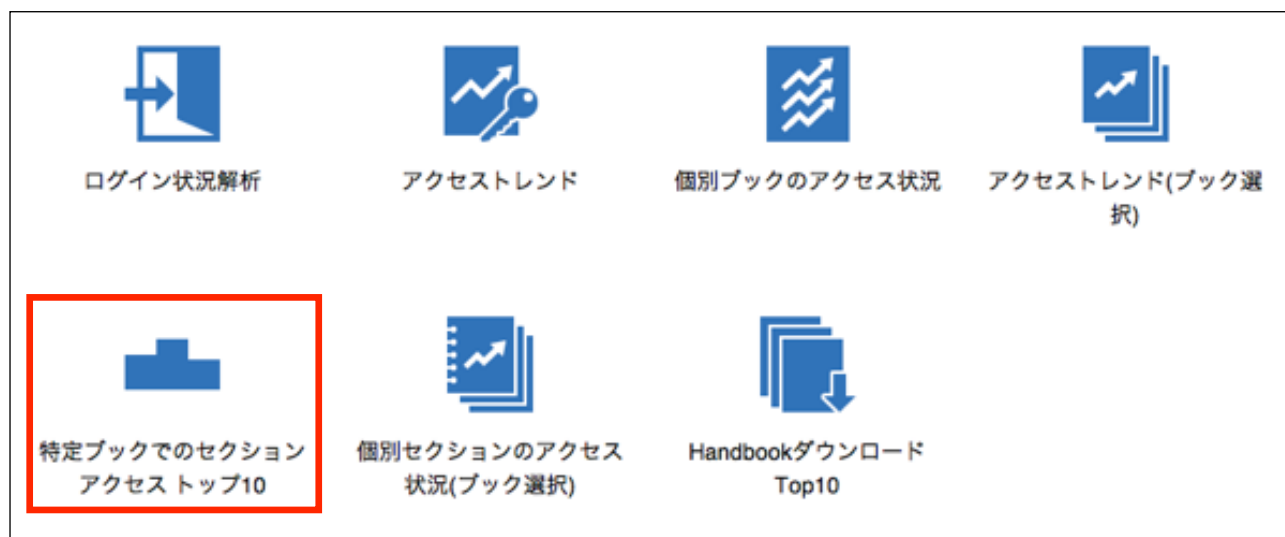 ログイン状況解析
アクセストレンド
個別ブックのアクセス状況
アクセストレンド(ブック選
択)
特定ブックでのセクション
アクセス トップ10
個別セクションのアクセス
状況(ブック選択)
Handbookダウンロード
Top10